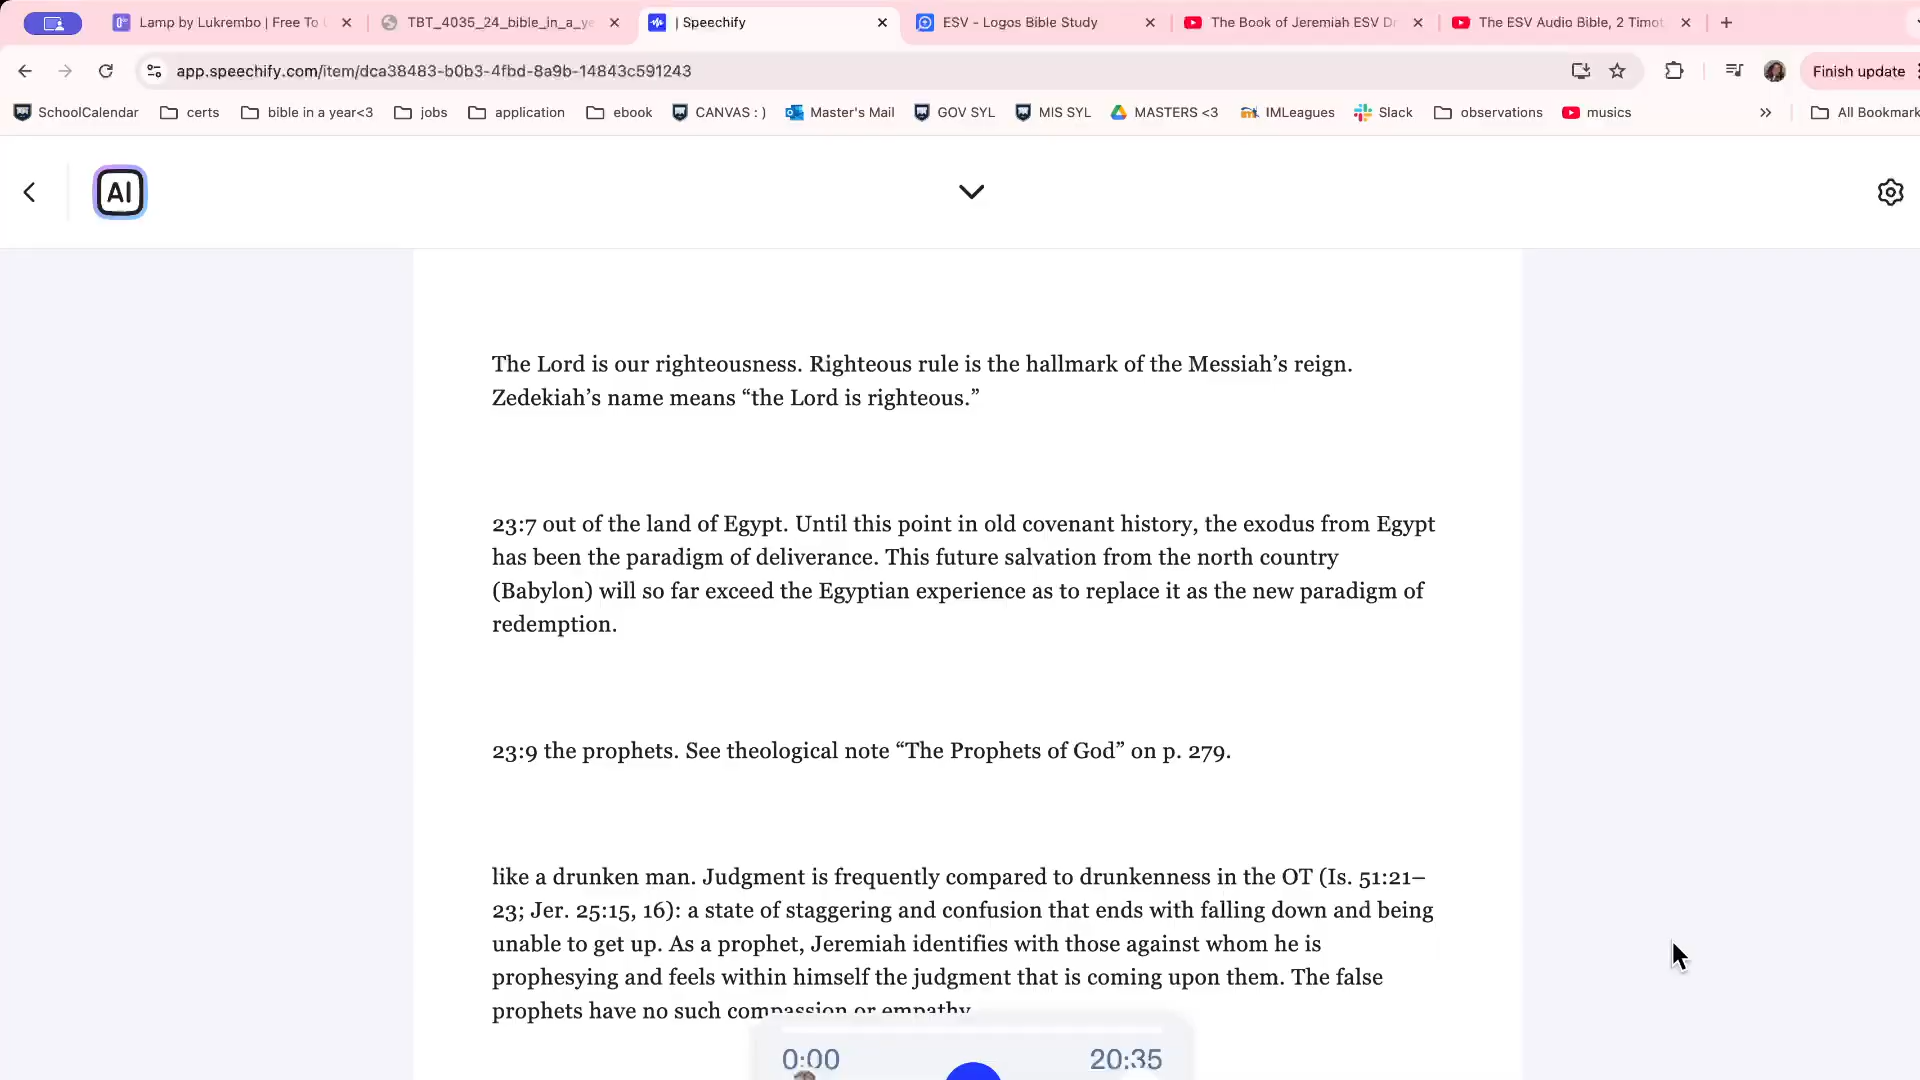 Lamp by Lukrembo | Free To
TBT_4035_24_bible_in_a_ye
| Speechify
ESV - Logos Bible Study
The Book of Jeremiah ESV Dr
The ESV Audio Bible, 2 Timot
app.speechify.com/item/dca38483-b0b3-4fbd-8a9b-14843c591243
Finish update
SchoolCalendar
certs
bible in a year<3
jobs
application
ebook
CANVAS : )
Master's Mail
GOV SYL
MIS SYL
MASTERS <3
IMLeagues
Slack
observations
musics
All Bookmark
AI
The Lord is our righteousness. Righteous rule is the hallmark of the Messiah’s reign.
Zedekiah’s name means “the Lord is righteous.”
23:7 out of the land of Egypt. Until this point in old covenant history, the exodus from Egypt
has been the paradigm of deliverance. This future salvation from the north country
(Babylon) will so far exceed the Egyptian experience as to replace it as the new paradigm of
redemption.
23:9 the prophets. See theological note “The Prophets of God” on p. 279.
like a drunken man. Judgment is frequently compared to drunkenness in the OT (Is. 51:21–
23; Jer. 25:15, 16): a state of staggering and confusion that ends with falling down and being
unable to get up. As a prophet, Jeremiah identifies with those against whom he is
prophesying and feels within himself the judgment that is coming upon them. The false
prophets have no such compassion or empathy.
0:00
20:35